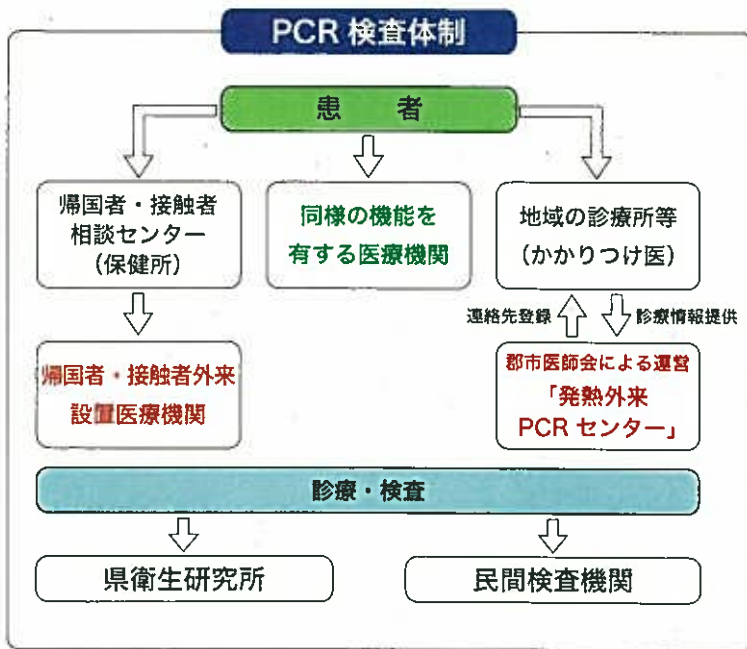 PCR 検査体制
患 者
帰国者・接触者
相談センター
（保健所）
同様の機能を
有する医療機関
地域の診療所等
（かかりつけ医）
連絡先登録
診療情報提供
帰国者・接触者外来
設置医療機関
郡市医師会による運営
「発熱外来
PCR センター」
診療・検査
県衛生研究所
民間検査機関